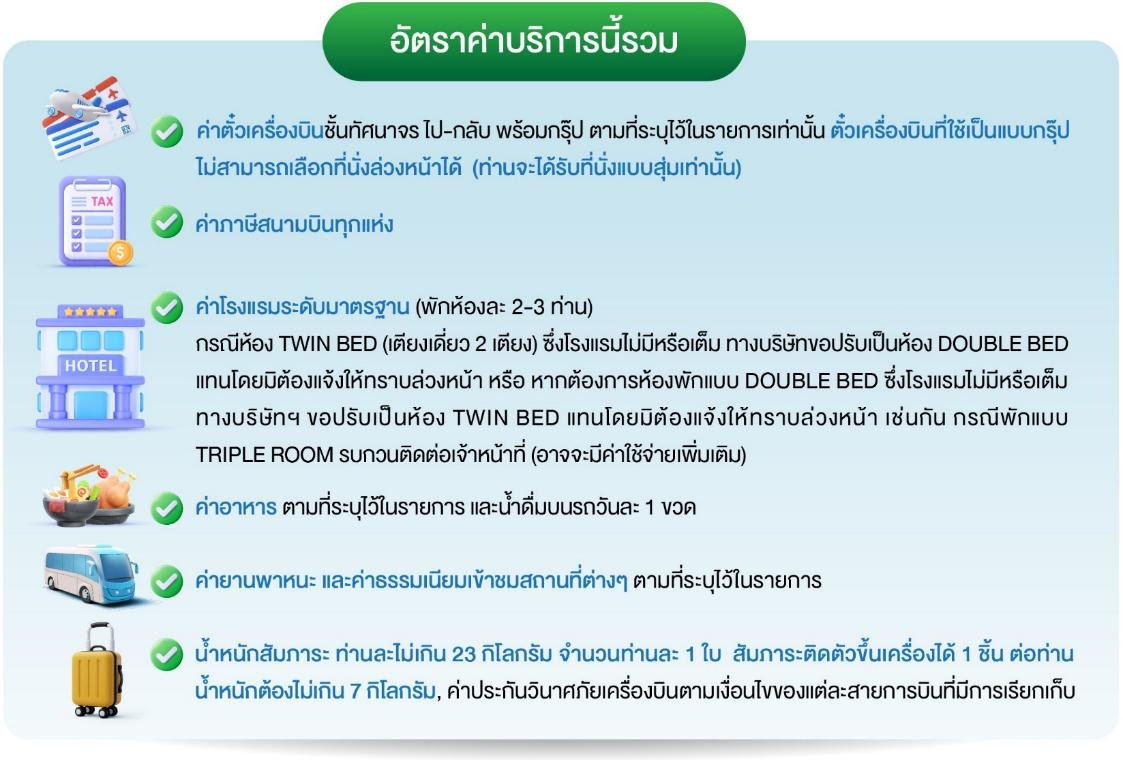 อัตราค่าบริการนี้รวม
ค่าตั๋วเครื่องบินชั้นทัศนาจร ไป-กลับ พร้อมกรุ๊ป ตามที่ระบุไว้ในรายการเท่านั้น ตั๋วเครื่องบินที่ใช้เป็นแบบกรุ๊ป
ไม่สามารถเลือกที่นั่งล่วงหน้าได้ (ท่านจะได้รับที่นั่งแบบสุ่มเท่านั้น)
TAX
ค่าภาษีสนามบินทุกแห่ง
ค่าโรงแรมระดับมาตรฐาน (พักห้องละ 2-3 ท่าน)
กรณีห้อง TWIN BED (เตียงเดี่ยว 2 เตียง) ซึ่งโรงแรมไม่มีหรือเต็ม ทางบริษัทขอปรับเป็นห้อง DOUBLE BED
HOTEL
แทนโดยมิต้องแจ้งให้ทราบล่วงหน้า หรือ หากต้องการห้องพักแบบ DOUBLE BED ซึ่งโรงแรมไม่มีหรือเต็ม
ทางบริษัทฯ ขอปรับเป็นห้อง TWIN BED แทนโดยมิต้องแจ้งให้ทราบล่วงหน้า เช่นกัน กรณีพักแบบ
TRIPLE ROOM รบกวนติดต่อเจ้าหน้าที่ (อาจจะมีค่าใช้จ่ายเพิ่มเติม)
ค่าอาหาร ตามที่ระบุไว้ในรายการ และน้ำดื่มบนรถวันละ 1 ขวด
ค่ายานพาหนะ และค่าธรรมเนียมเข้าชมสถานที่ต่างๆ ตามที่ระบุไว้ในรายการ
น้ำหนักสัมภาระ ท่านละไม่เกิน 23 กิโลกรัม จำนวนท่านละ 1 ใบ สัมภาระติดตัวขึ้นเครื่องได้ 1 ชิ้น ต่อท่าน
น้ำหนักต้องไม่เกิน 7 กิโลกรัม, ค่าประกันวินาศภัยเครื่องบินตามเงื่อนไขของแต่ละสายการบินที่มีการเรียกเก็บ